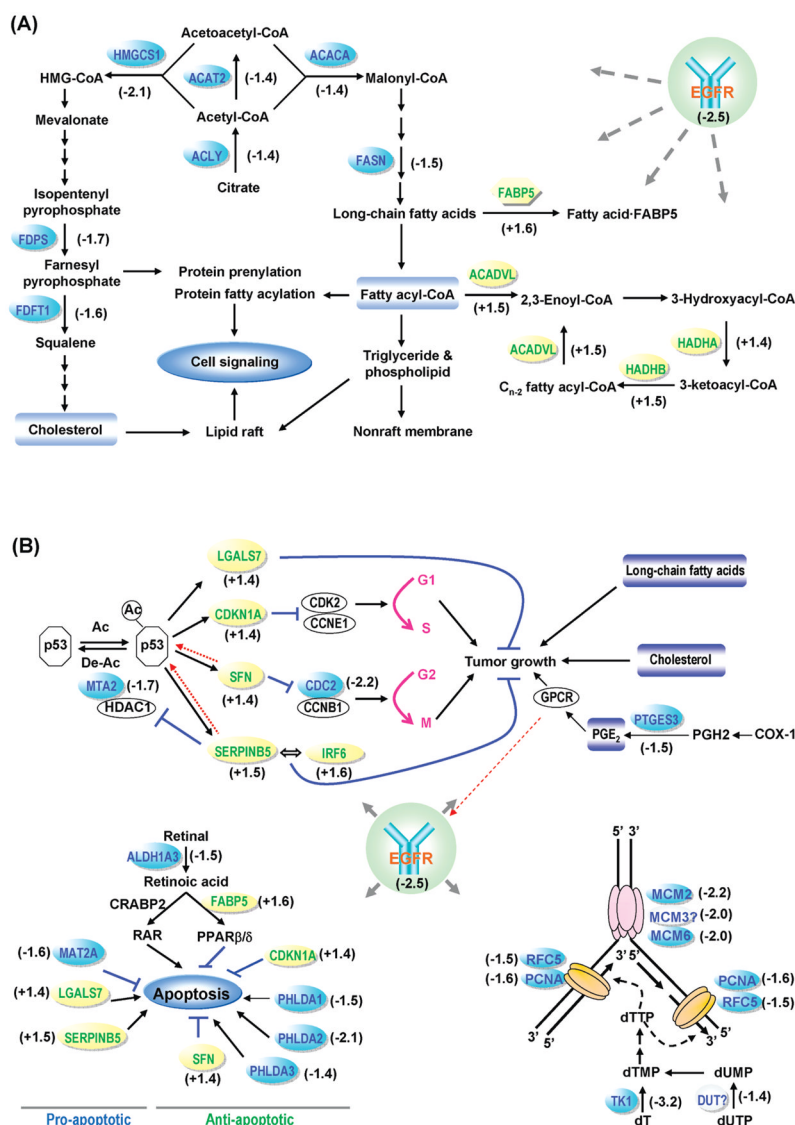 (A)
Acetoacetyl-CoA
HMGCS1
ACACA
HMG-CoA
ACAT2
(-1.4)
Malonyl-CoA
(-2.1)
(-1.4)
Mevalonate
Acetyl-CoA
ACLY
(-1.4)
Citrate
FASN
(-1.5)
EGFR
(-2.5)
Isopentenyl
pyrophosphate
Long-chain fatty acids
FABP5
(+1.6)
Fatty acid·FABP5
FDPS
(-1.7)
Farnesyl
pyrophosphate
Protein prenylation
Protein fatty acylation
Fatty acyl-CoA
ACADVL
(+1.5)
2,3-Enoyl-CoA
3-Hydroxyacyl-CoA
FDFT1
(-1.6)
Squalene
Cell signaling
Triglyceride &
phospholipid
ACADVL
(+1.5)
HADHA
(+1.4)
HADHB
(+1.5)
Cn-2 fatty acyl-CoA
3-ketoacyl-CoA
Cholesterol
Lipid raft
Nonraft membrane
(B)
LGALS7
(+1.4)
Long-chain fatty acids
Ac
Ac
p53
p53
De-Ac
CDKN1A
(+1.4)
CDK2
CCNE1
G1
S
Tumor growth
Cholesterol
MTA2
(-1.7)
HDAC1
SFN
(+1.4)
CDC2
(-2.2)
CCNB1
G2
M
GPCR
PTGES3
(-1.5)
PGE2
PGH2
COX-1
SERPINB5
(+1.5)
IRF6
(+1.6)
EGFR
(-2.5)
Retinal
ALDH1A3
(-1.5)
Retinoic acid
CRABP2
FABP5
(+1.6)
RAR
PPARβ/δ
(-1.6)
MAT2A
CDKN1A
(+1.4)
(+1.4)
LGALS7
Apoptosis
PHLDA1
(-1.5)
(+1.5)
SERPINB5
PHLDA2
(-2.1)
SFN
(+1.4)
PHLDA3
(-1.4)
Pro-apoptotic
Anti-apoptotic
5' 3'
MCM2
(-2.2)
MCM3?
(-2.0)
MCM6
(-2.0)
(-1.5)
RFC5
(-1.6)
PCNA
3' 5'
PCNA
(-1.6)
RFC5
(-1.5)
dTTP
3'
5'
3'
5'
dTMP
dUMP
TK1
(-3.2)
DUT?
(-1.4)
dT
dUTP